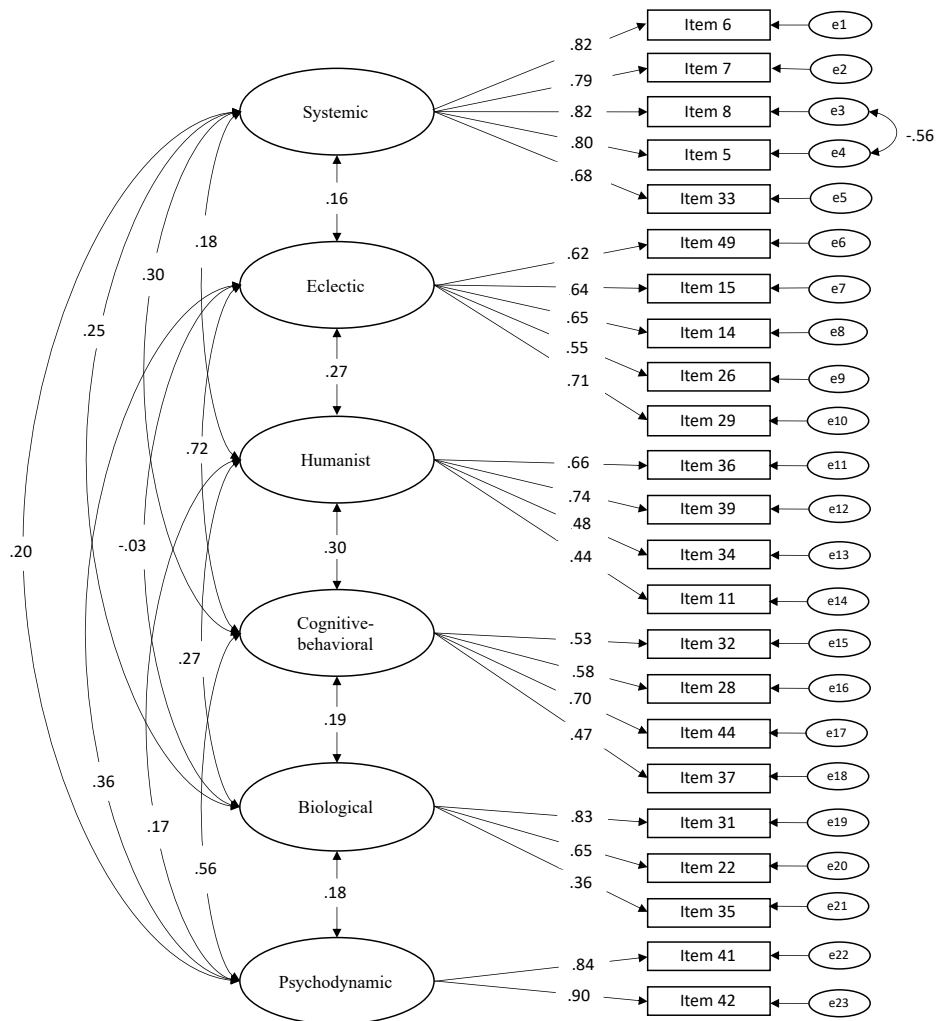 Item 6
e1
.82
Item 7
e2
.79
Systemic
.82
Item 8
e3
-.56
.80
Item 5
e4
.68
Item 33
e5
.16
.18
.30
.25
Item 49
e6
.62
Eclectic
.64
Item 15
e7
.65
Item 14
e8
.55
Item 26
e9
.71
Item 29
e10
.27
.72
Humanist
.66
Item 36
e11
.74
Item 39
e12
.48
Item 34
e13
.44
Item 11
e14
.20
-.03
.30
Cognitive-
behavioral
.53
Item 32
e15
.58
Item 28
e16
.70
Item 44
e17
.47
Item 37
e18
.27
.19
Biological
.83
Item 31
e19
.65
Item 22
e20
.36
Item 35
e21
.36
.17
.56
.18
Psychodynamic
.84
Item 41
e22
.90
Item 42
e23